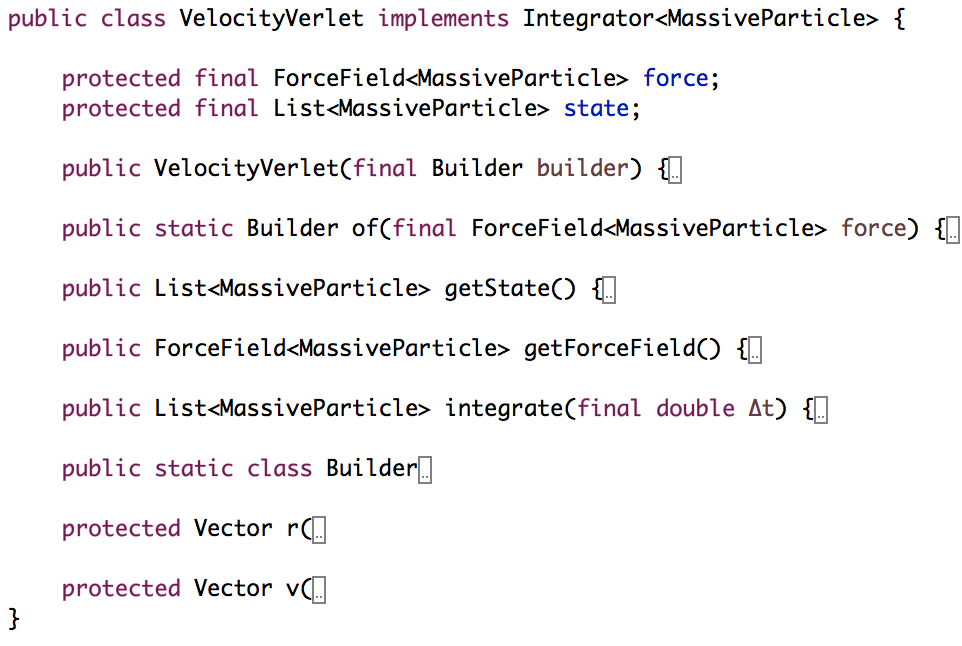 public class VelocityVerlet implements Integrator<MassiveParticle> {
protected final ForceField<MassiveParticle> force;
protected final List<MassiveParticle> state;
public VelocityVerlet(final Builder builder) {..
public static Builder of(final ForceField<MassiveParticle> force) {..
public List<MassiveParticle> getState() {..
public ForceField<MassiveParticle> getForceField() {..
public List<MassiveParticle> integrate(final double Δt) {..
public static class Builder..
protected Vector r(..
protected Vector v(..
}